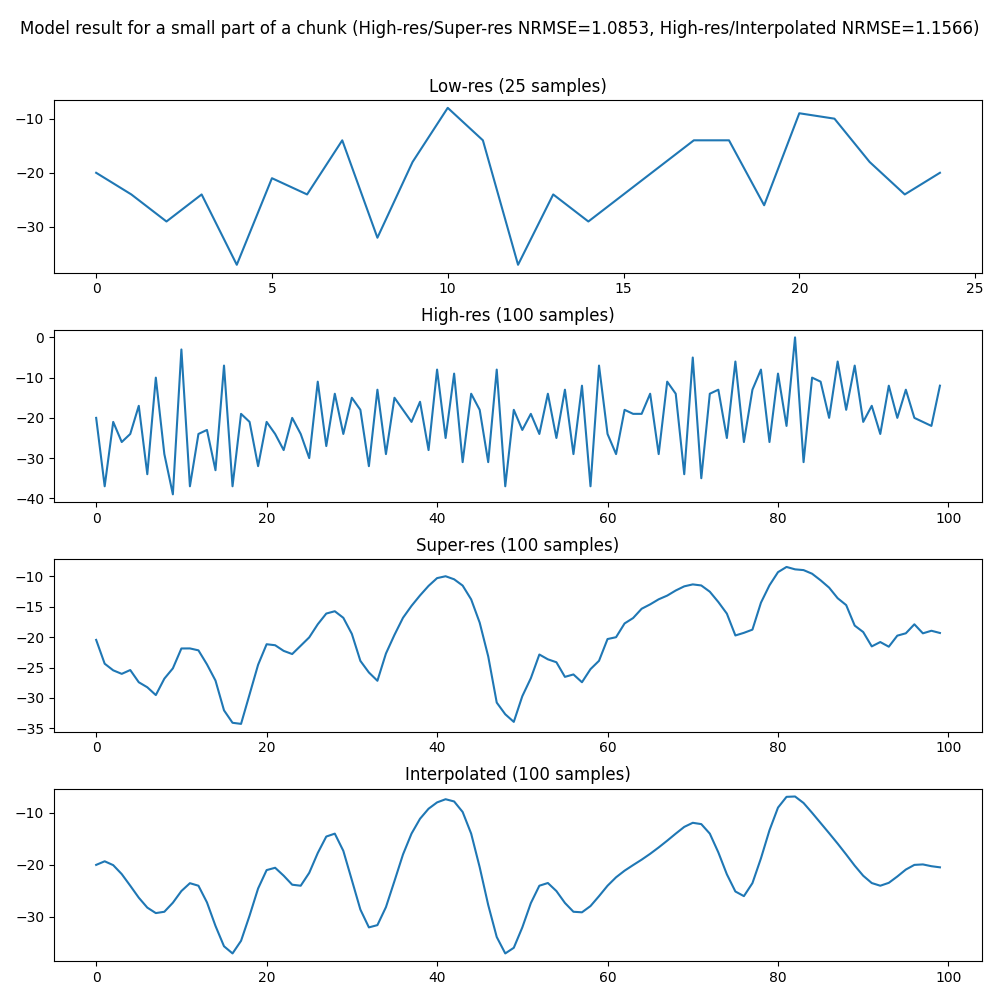 Model result for a small part of a chunk (High-res/Super-res NRMSE=1.0853, High-res/Interpolated NRMSE=1.1566)
Low-res (25 samples)
−10
−20
−30
0 5 10 15 20 25
High-res (100 samples)
0
−10
−20
−30
−40
0 20 40 60 80 100
Super-res (100 samples)
−10
−15
−20
−25
−30
−35
0 20 40 60 80 100
Interpolated (100 samples)
−10
−20
−30
0 20 40 60 80 100